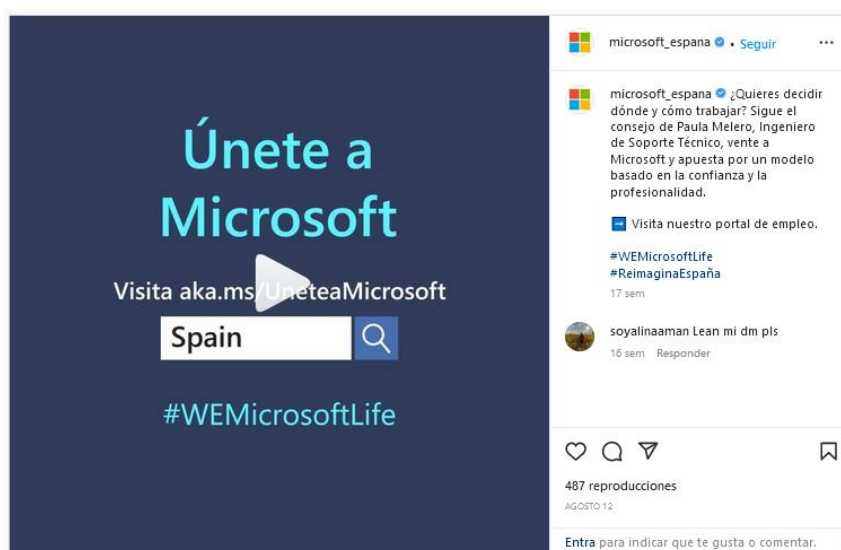 Únete a
Microsoft
Visita aka.ms/UneteaMicrosoft
Spain
#WEMicrosoftLife
microsoft_espana • Seguir
microsoft_espana ¿Quieres decidir
dónde y cómo trabajar? Sigue el
consejo de Paula Melero, Ingeniero
de Soporte Técnico, vente a
Microsoft y apuesta por un modelo
basado en la confianza y la
profesionalidad.
Visita nuestro portal de empleo.
#WEMicrosoftLife
#ReimaginaEspaña
17 sem
soyalinaaman Lean mi dm pls
16 sem Responder
487 reproducciones
AGOSTO 12
Entra para indicar que te gusta o comentar.